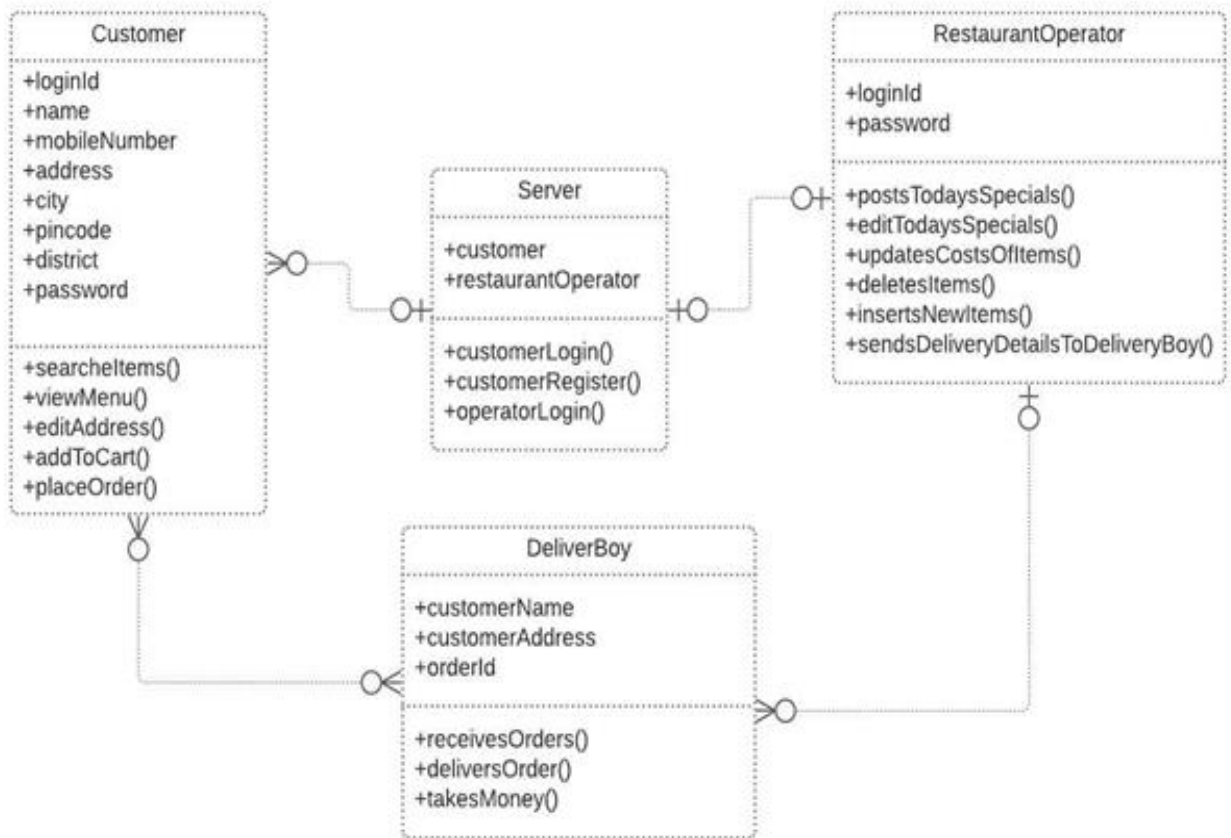 Customer
+loginId
+name
+mobileNumber
+address
+city
+pincode
+district
+password
+searcheItems()
+viewMenu()
+editAddress()
+addToCart()
+placeOrder()
Server
+customer
+restaurantOperator
+customerLogin()
+customerRegister()
+operatorLogin()
RestaurantOperator
+loginId
+password
+postsTodaysSpecials()
+editTodaysSpecials()
+updatesCostsOfItems()
+deletesItems()
+insertsNewItems()
+sendsDeliveryDetailsToDeliveryBoy()
DeliverBoy
+customerName
+customerAddress
+orderId
+receivesOrders()
+deliversOrder()
+takesMoney()